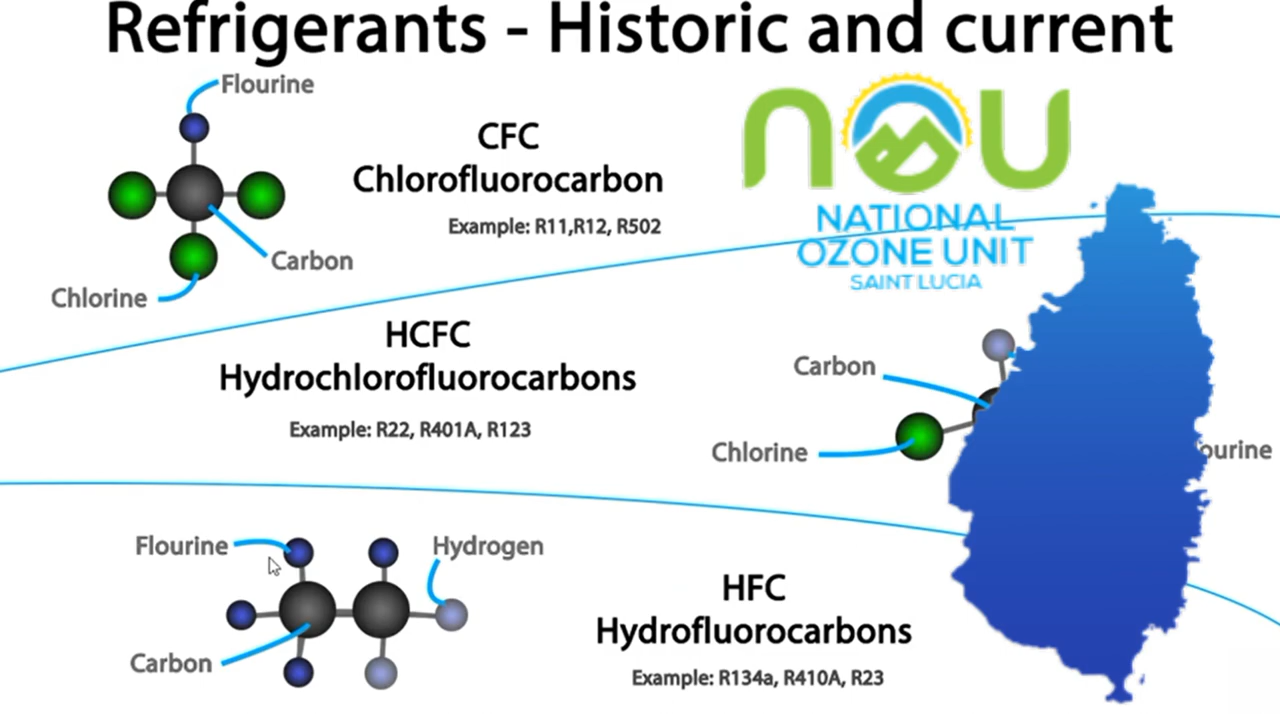 Refrigerants - Historic and current
Flourine
CFC
Chlorofluorocarbon
Example: R11,R12, R502
Carbon
Chlorine
nou
NATIONAL
OZONE UNIT
SAINT LUCIA
HCFC
Hydrochlorofluorocarbons
Example: R22, R401A, R123
Carbon
Chlorine
ourine
Flourine
Hydrogen
Carbon
HFC
Hydrofluorocarbons
Example: R134a, R410A, R23